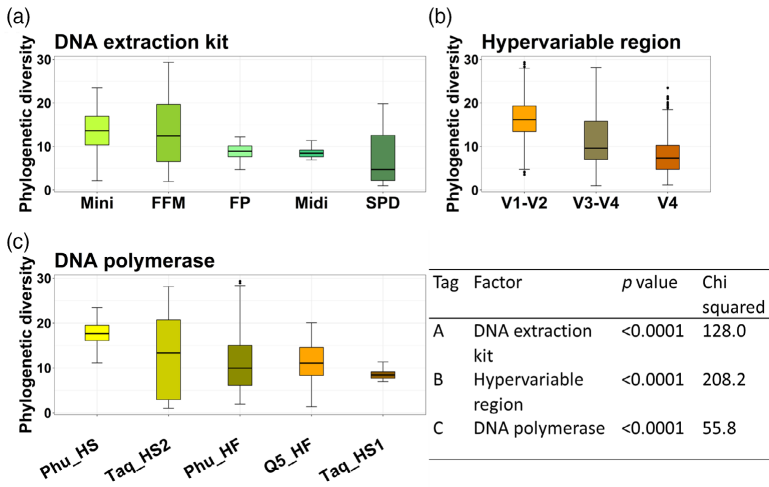 (a)
DNA extraction kit
Phylogenetic diversity
30
20
10
0
Mini FFM FP Midi SPD
(b)
Hypervariable region
Phylogenetic diversity
30
20
10
0
V1-V2 V3-V4 V4
(c)
DNA polymerase
Phylogenetic diversity
30
20
10
0
Phu_HS Taq_HS2 Phu_HF Q5_HF Taq_HS1
Tag Factor p value Chi
squared
A DNA extraction <0.0001 128.0
kit
B Hypervariable <0.0001 208.2
region
C DNA polymerase <0.0001 55.8